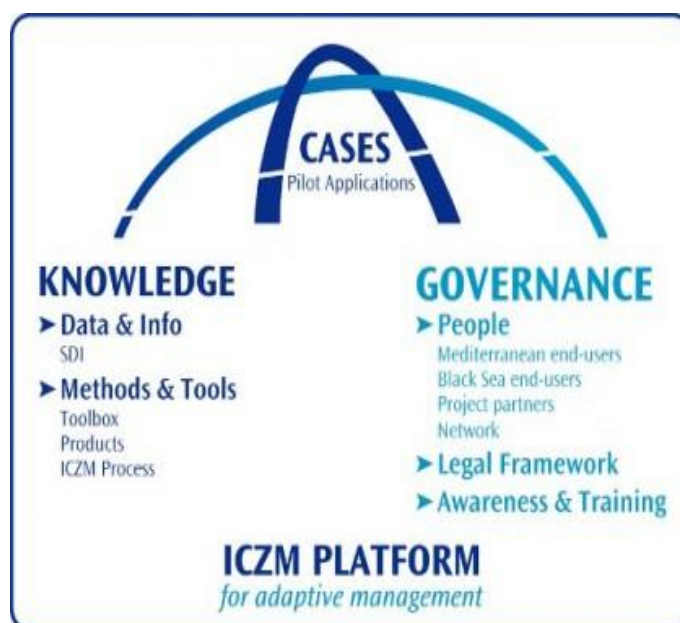 CASES
Pilot Applications
KNOWLEDGE
➤ Data & Info
SDI
➤ Methods & Tools
Toolbox
Products
ICZM Process
GOVERNANCE
➤ People
Mediterranean end-users
Black Sea end-users
Project partners
Network
➤ Legal Framework
➤ Awareness & Training
ICZM PLATFORM
for adaptive management